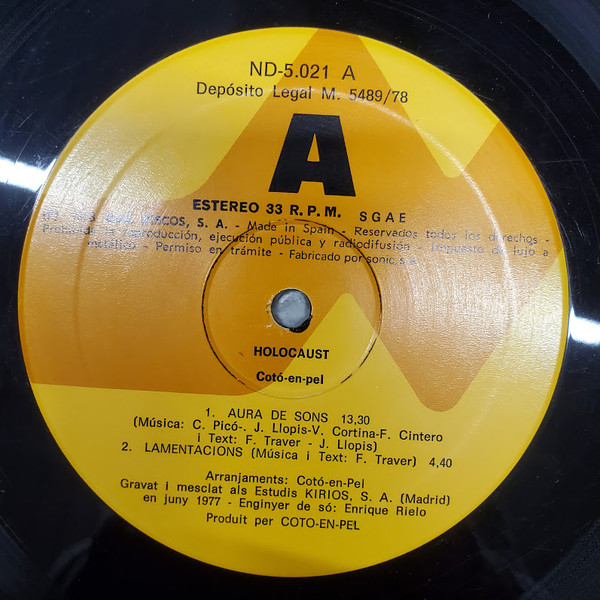 ND-5.021 A
Depósito Legal M. 5489/78
A
ESTEREO 33 R.P.M. SGAE
DISCOS, S. A. - Made in Spain - Reservados todos los derechos -
reproducción, ejecución pública y radiodifusión - Impuesto de lujo a
metálico - Permiso en trámite - Fabricado por sonic, s.a.
HOLOCAUST
Cotó-en-pel
1. AURA DE SONS 13,30
(Música: C. Picó-. J. Llopis-V. Cortina-F. Cintero
i Text: F. Traver - J. Llopis)
2. LAMENTACIONS (Música i Text: F. Traver) 4,40
Arranjaments: Cotó-en-Pel
Gravat i mesclat als Estudis KIRIOS, S. A. (Madrid)
en juny 1977 - Enginyer de só: Enrique Rielo
Produit per COTO-EN-PEL